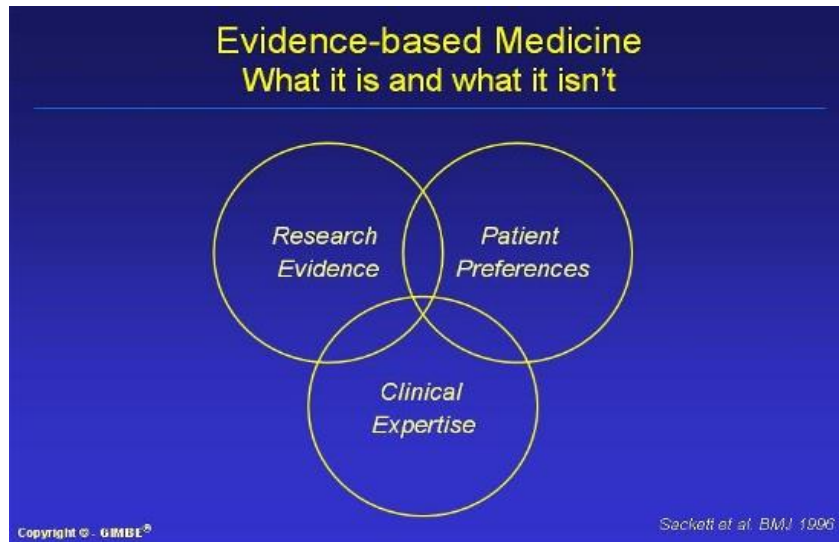 Evidence-based Medicine
What it is and what it isn't
Research
Evidence
Patient
Preferences
Clinical
Expertise
Copyright © - GIMBE®
Sackett et al. BMJ 1996